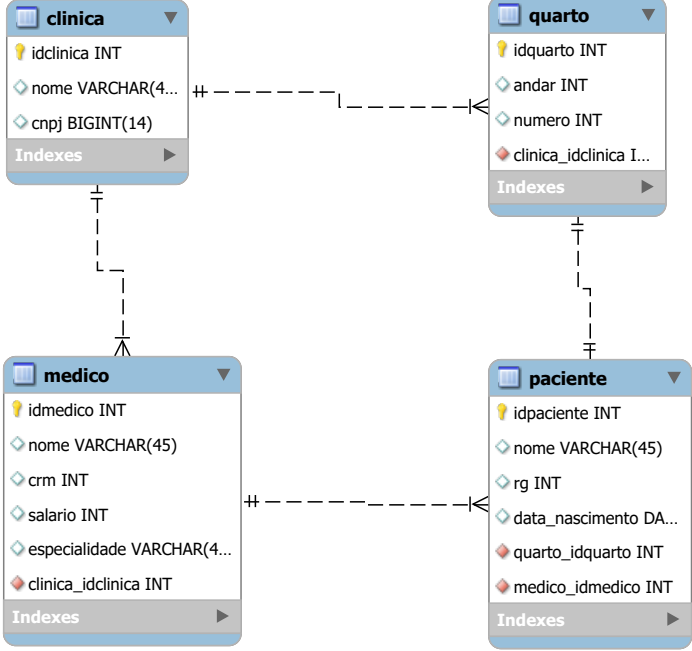 clinica
idclinica INT
nome VARCHAR(4...
cnpj BIGINT(14)
Indexes
quarto
idquarto INT
andar INT
numero INT
clinica_idclinica I...
Indexes
medico
idmedico INT
nome VARCHAR(45)
crm INT
salario INT
especialidade VARCHAR(4...
clinica_idclinica INT
Indexes
paciente
idpaciente INT
nome VARCHAR(45)
rg INT
data_nascimento DA...
quarto_idquarto INT
medico_idmedico INT
Indexes